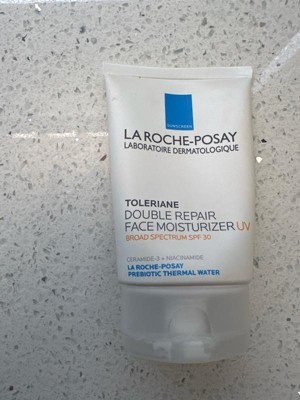 SUNSCREEN
LA ROCHE-POSAY
LABORATOIRE DERMATOLOGIQUE
TOLERIANE
DOUBLE REPAIR
FACE MOISTURIZER UV
BROAD SPECTRUM SPF 30
CERAMIDE-3 + NIACINAMIDE
LA ROCHE-POSAY
PREBIOTIC THERMAL WATER